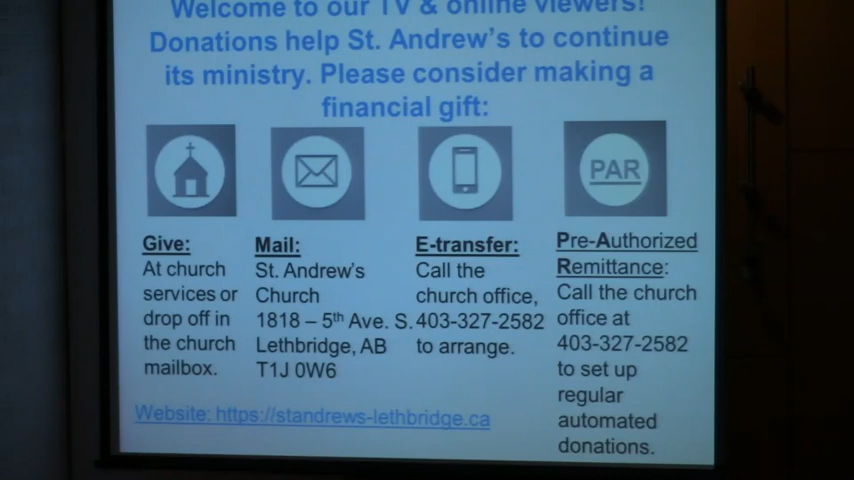 Welcome to our TV & online viewers!
Donations help St. Andrew's to continue
its ministry. Please consider making a
financial gift:
PAR
Give:
At church
services or
drop off in
the church
mailbox.
Mail:
St. Andrew's
Church
1818 – 5th Ave. S.
Lethbridge, AB
T1J 0W6
E-transfer:
Call the
church office,
403-327-2582
to arrange.
Pre-Authorized
Remittance:
Call the church
office at
403-327-2582
to set up
regular
automated
donations.
Website: https://standrews-lethbridge.ca